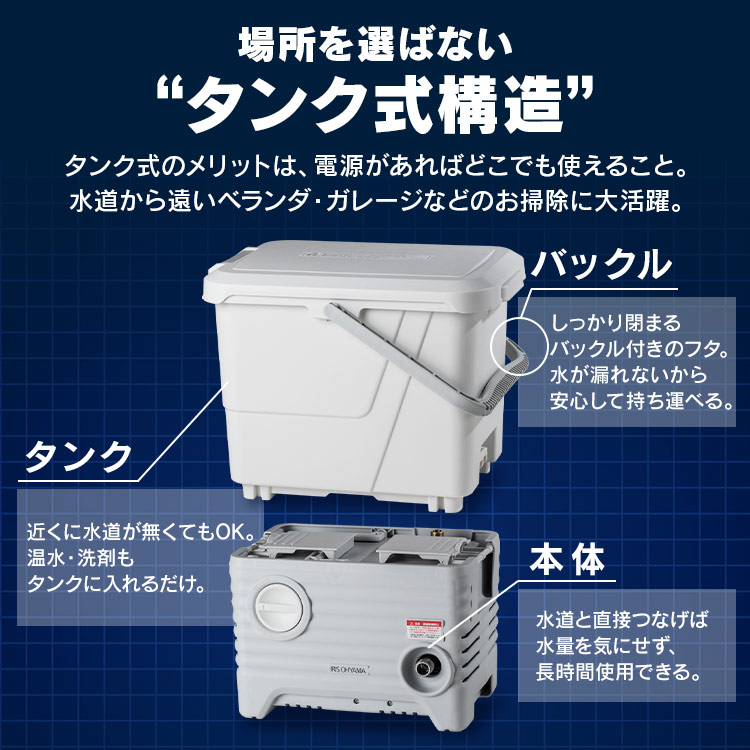 場所を選ばない
“タンク式構造”
タンク式のメリットは、電源があればどこでも使えること。
水道から遠いベランダ・ガレージなどのお掃除に大活躍。
バックル
しっかり閉まる
バックル付きのフタ。
水が漏れないから
安心して持ち運べる。
タンク
近くに水道が無くてもOK。
温水・洗剤も
タンクに入れるだけ。
本体
水道と直接つなげば
水量を気にせず、
長時間使用できる。
IRIS OHYAMA